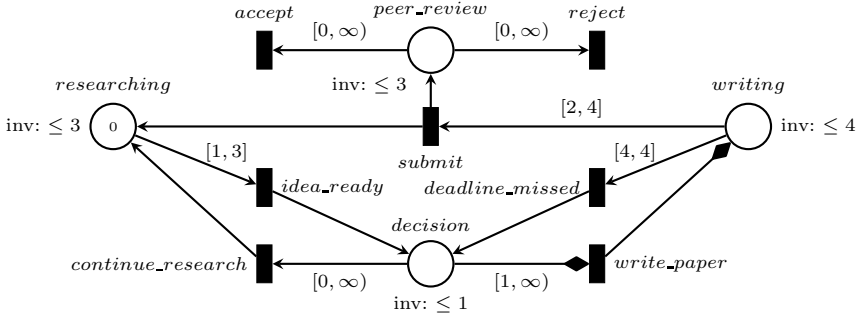 accept
peer_review
reject
[0, ∞)
[0, ∞)
researching
inv: ≤ 3
writing
inv: ≤ 3
0
[2, 4]
inv: ≤ 4
submit
[1, 3]
[4, 4]
idea_ready
deadline_missed
decision
continue_research
write_paper
[0, ∞)
[1, ∞)
inv: ≤ 1